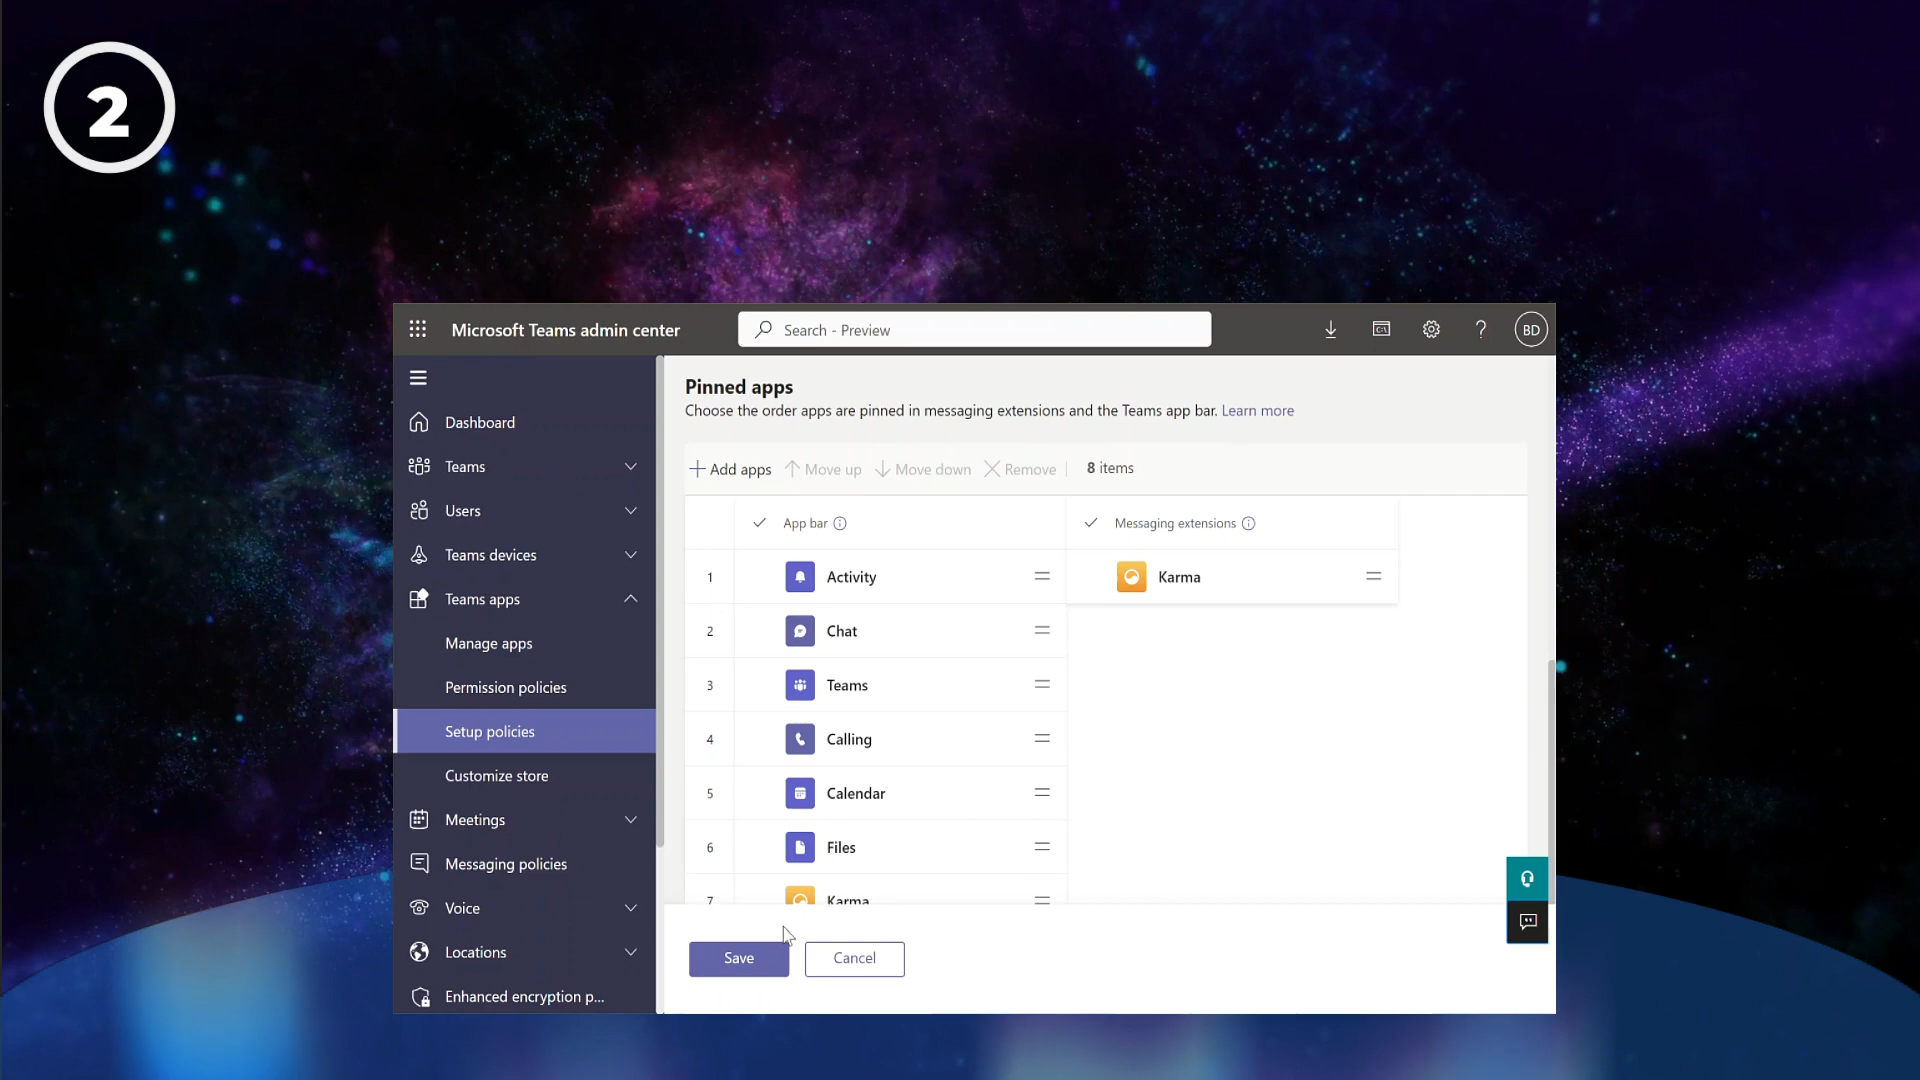 2
Microsoft Teams admin center
Search - Preview
BD
Dashboard
Teams
Users
Teams devices
Teams apps
Manage apps
Permission policies
Setup policies
Customize store
Meetings
Messaging policies
Voice
Locations
Enhanced encryption p...
Pinned apps
Choose the order apps are pinned in messaging extensions and the Teams app bar. Learn more
Add apps Move up Move down Remove 8 items
App bar Messaging extensions
1 Activity Karma
2 Chat
3 Teams
4 Calling
5 Calendar
6 Files
7 Karma
Save Cancel